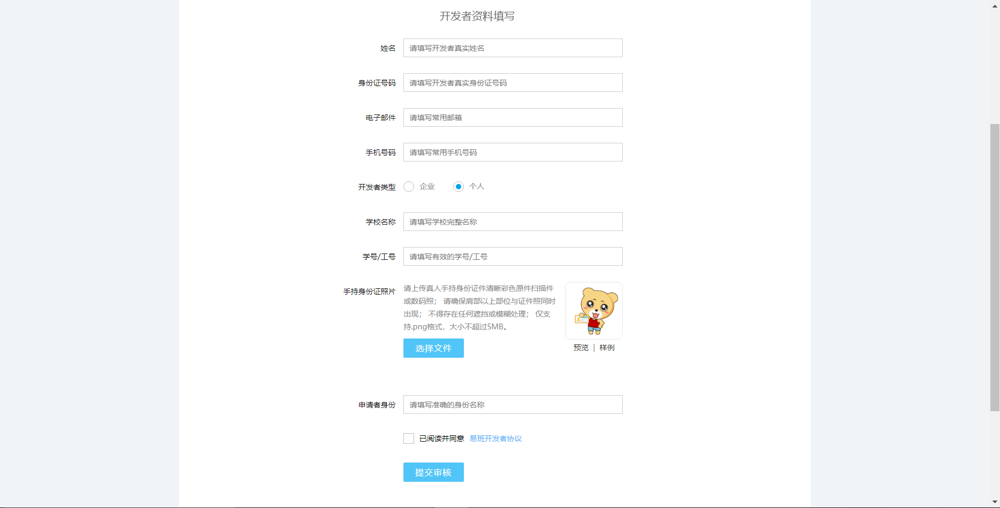 开发者资料填写
姓名 请填写开发者真实姓名
身份证号码 请填写开发者真实身份证号码
电子邮件 请填写常用邮箱
手机号码 请填写常用手机号码
开发者类型 企业 个人
学校名称 请填写学校完整名称
学号/工号 请填写有效的学号/工号
手持身份证照片 请上传真人手持身份证件清晰彩色原件扫描件
或数码照； 请确保肩部以上部位与证件照同时
出现； 不得存在任何遮挡或模糊处理； 仅支
持.png格式，大小不超过5MB。
选择文件
预览 | 样例
申请者身份 请填写准确的身份名称
已阅读并同意 易班开发者协议
提交审核